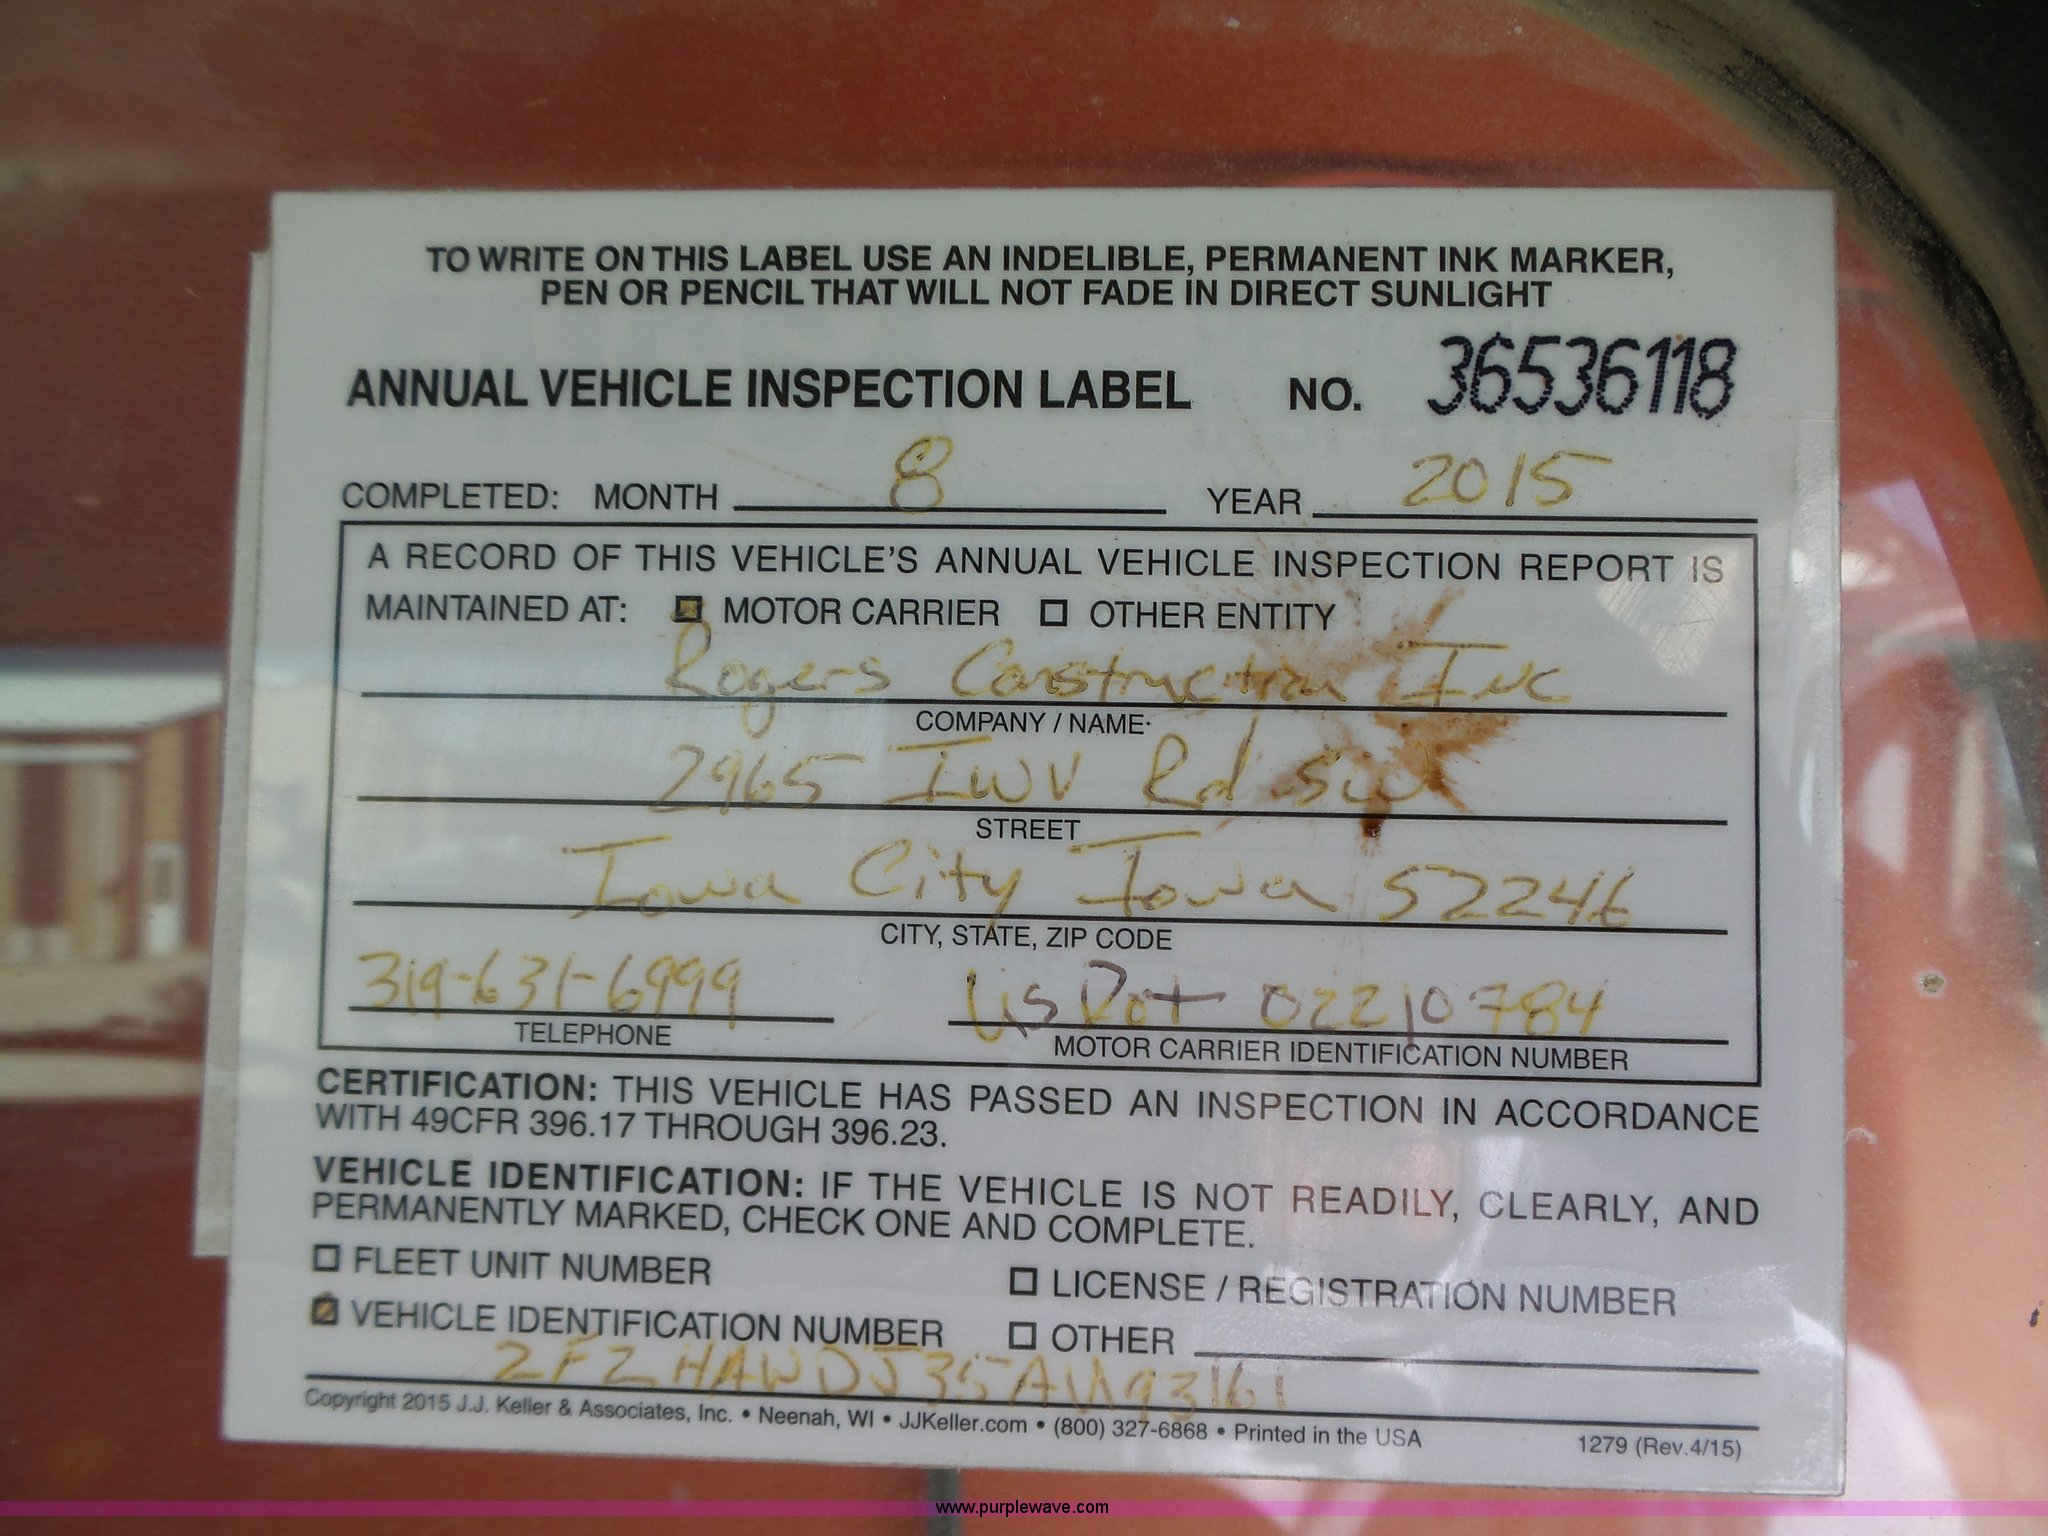 TO WRITE ON THIS LABEL USE AN INDELIBLE, PERMANENT INK MARKER,
PEN OR PENCIL THAT WILL NOT FADE IN DIRECT SUNLIGHT
ANNUAL VEHICLE INSPECTION LABEL NO. 36536118
COMPLETED: MONTH 8 YEAR 2015
A RECORD OF THIS VEHICLE'S ANNUAL VEHICLE INSPECTION REPORT IS
MAINTAINED AT: MOTOR CARRIER OTHER ENTITY
Rogers Construction Inc
COMPANY / NAME
2965 IWV Rd SW
STREET
Iowa City Iowa 52246
CITY, STATE, ZIP CODE
319-631-6999 US Dot 02210784
TELEPHONE MOTOR CARRIER IDENTIFICATION NUMBER
CERTIFICATION: THIS VEHICLE HAS PASSED AN INSPECTION IN ACCORDANCE
WITH 49CFR 396.17 THROUGH 396.23.
VEHICLE IDENTIFICATION: IF THE VEHICLE IS NOT READILY, CLEARLY, AND
PERMANENTLY MARKED, CHECK ONE AND COMPLETE.
FLEET UNIT NUMBER LICENSE / REGISTRATION NUMBER
VEHICLE IDENTIFICATION NUMBER OTHER
2FZHAWDJ35AU93161
Copyright 2015 J.J. Keller & Associates, Inc. • Neenah, WI • JJKeller.com • (800) 327-6868 • Printed in the USA 1279 (Rev.4/15)
www.purplewave.com